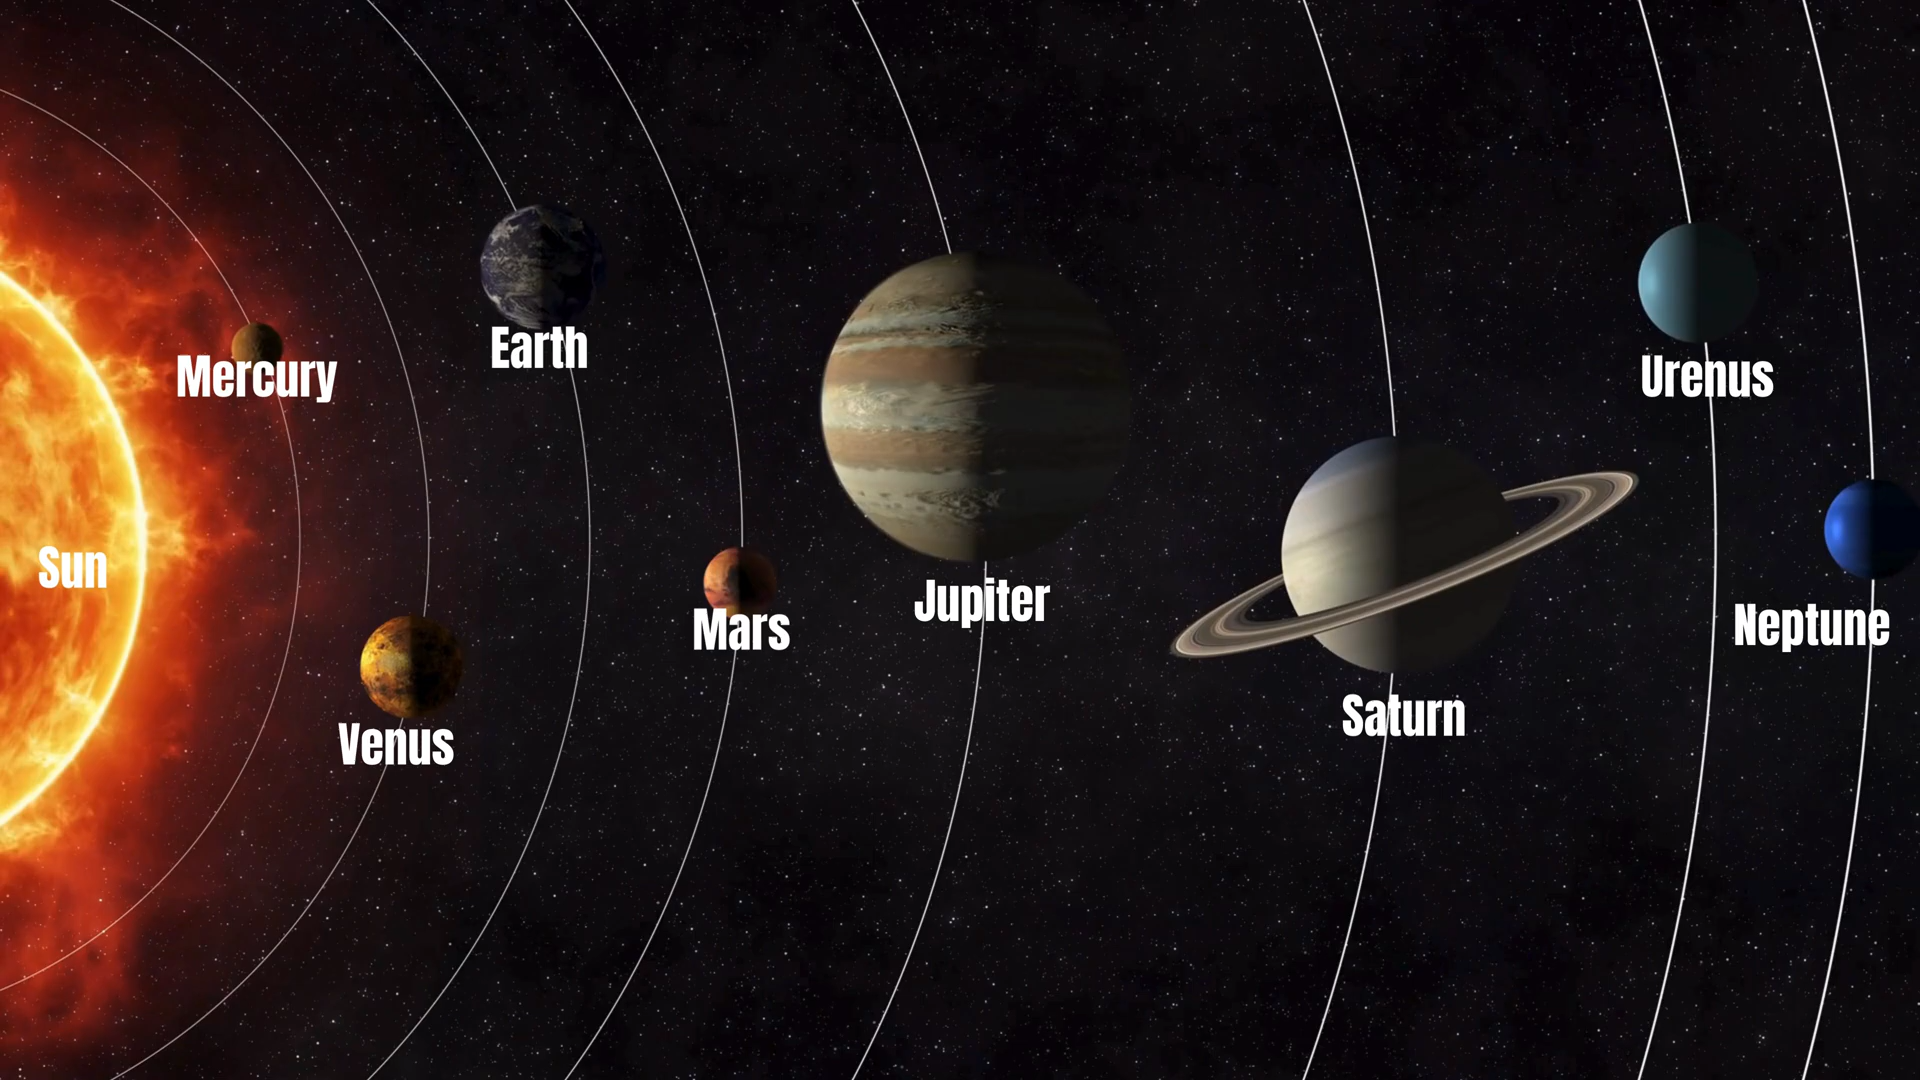 Sun
Mercury
Venus
Earth
Mars
Jupiter
Saturn
Urenus
Neptune